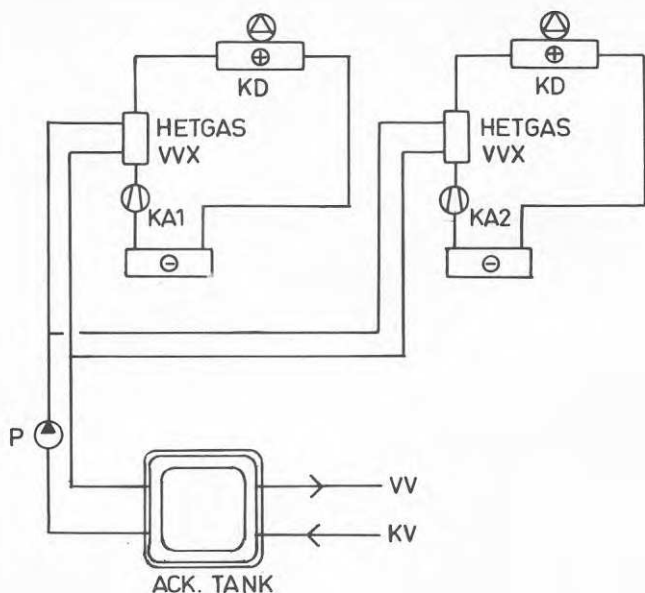 KD
HETGAS
VVX
KA1
KD
HETGAS
VVX
KA2
P
VV
KV
ACK. TANK